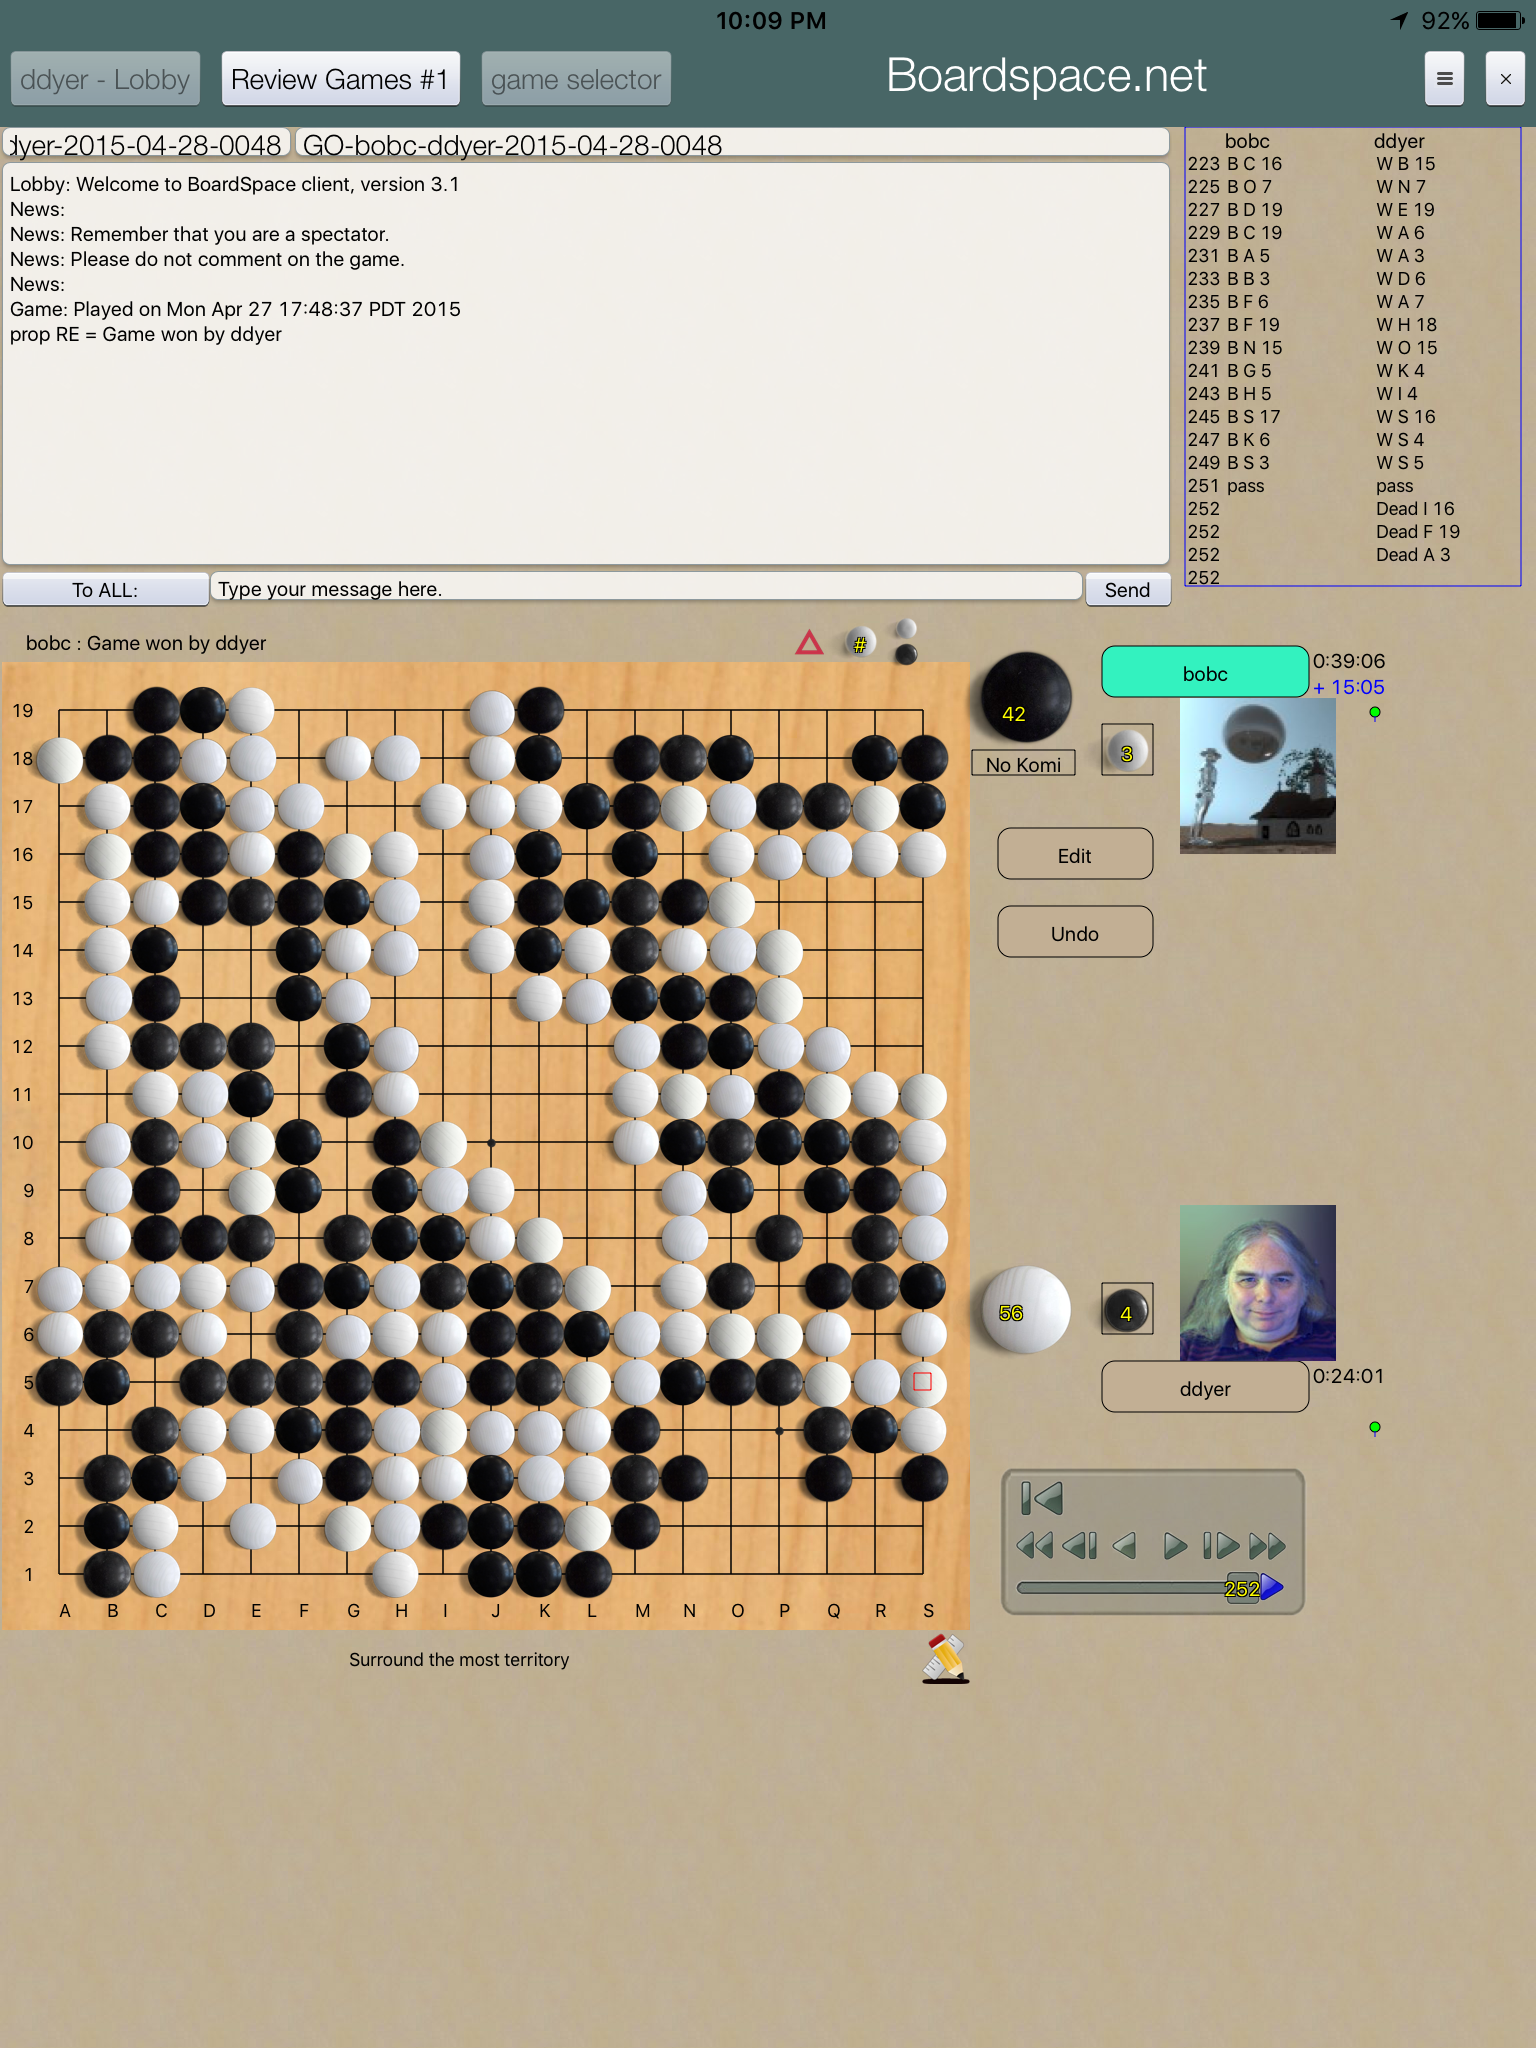 10:09 PM
92%
ddyer - Lobby
Review Games #1
game selector
Boardspace.net
dyer-2015-04-28-0048
GO-bobc-ddyer-2015-04-28-0048
Lobby: Welcome to BoardSpace client, version 3.1
News:
News: Remember that you are a spectator.
News: Please do not comment on the game.
News:
Game: Played on Mon Apr 27 17:48:37 PDT 2015
prop RE = Game won by ddyer
bobc ddyer
223 B C 16 W B 15
225 B O 7 W N 7
227 B D 19 W E 19
229 B C 19 W A 6
231 B A 5 W A 3
233 B B 3 W D 6
235 B F 6 W A 7
237 B F 19 W H 18
239 B N 15 W O 15
241 B G 5 W K 4
243 B H 5 W I 4
245 B S 17 W S 16
247 B K 6 W S 4
249 B S 3 W S 5
251 pass pass
252 Dead I 16
252 Dead F 19
252 Dead A 3
252
To ALL:
Type your message here.
Send
bobc : Game won by ddyer
#
42
No Komi
bobc
0:39:06
+ 15:05
3
Edit
Undo
19
18
17
16
15
14
13
12
11
10
9
8
7
6
5
4
3
2
1
A B C D E F G H I J K L M N O P Q R S
56
4
ddyer
0:24:01
252
Surround the most territory